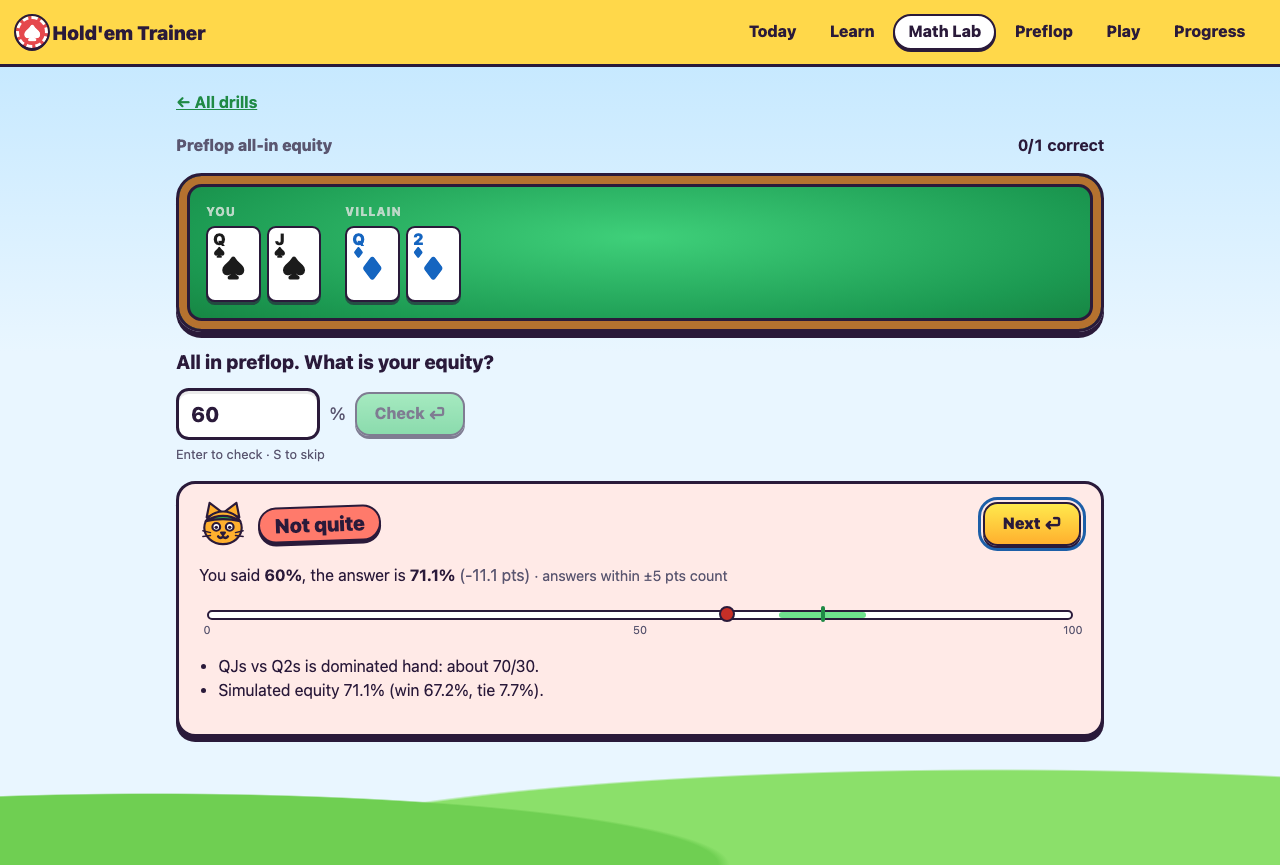 Hold'em Trainer
Today Learn Math Lab Preflop Play Progress
← All drills
Preflop all-in equity 0/1 correct
YOU VILLAIN
Q J Q 2
All in preflop. What is your equity?
60 % Check ⏎
Enter to check · S to skip
Not quite Next ⏎
You said 60%, the answer is 71.1% (-11.1 pts) · answers within ±5 pts count
0 50 100
• QJs vs Q2s is dominated hand: about 70/30.
• Simulated equity 71.1% (win 67.2%, tie 7.7%).